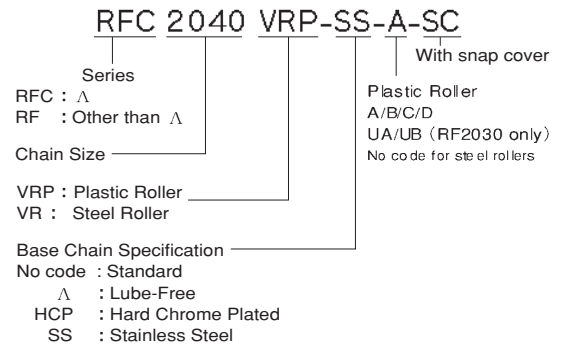 RFC 2040 VRP-SS-A-SC
With snap cover
Series
RFC : Λ
RF : Other than Λ
Plastic Roller
A/B/C/D
UA/UB (RF2030 only)
No code for steel rollers
Chain Size
VRP : Plastic Roller
VR : Steel Roller
Base Chain Specification
No code : Standard
Λ : Lube-Free
HCP : Hard Chrome Plated
SS : Stainless Steel